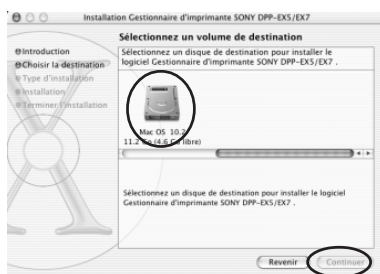 Installation Gestionnaire d'imprimante SONY DPP-EX5/EX7
Sélectionnez un volume de destination
Introduction
Choisir la destination
Type d'installation
Installation
Terminer l'installation
Sélectionnez un disque de destination pour installer le
logiciel Gestionnaire d'imprimante SONY DPP-EX5/EX7 .
Mac OS 10.2
11.2 Go (4.6 Go libre)
Sélectionnez un disque de destination pour installer le logiciel
Gestionnaire d'imprimante SONY DPP-EX5/EX7 .
Revenir
Continuer